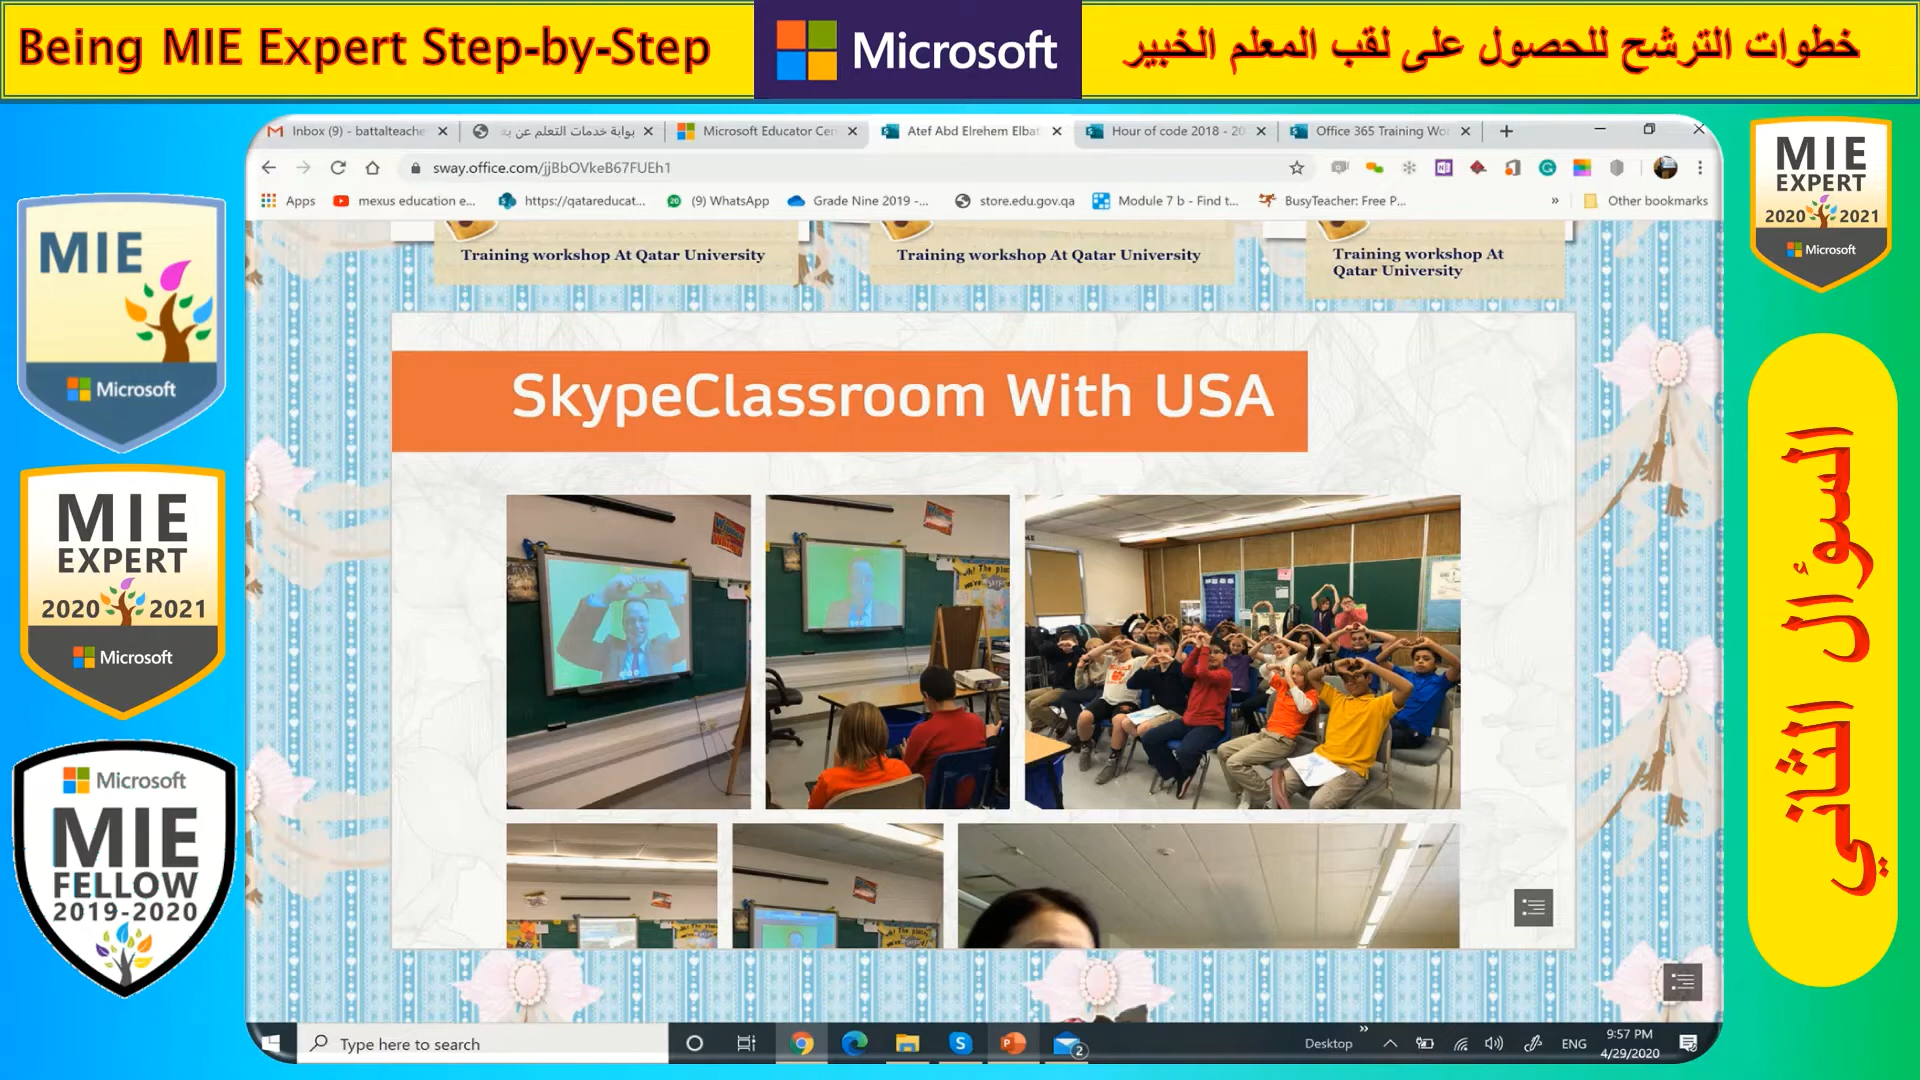 Being MIE Expert Step-by-Step
Microsoft
خطوات الترشح للحصول على لقب المعلم الخبير
Inbox (9) - battalteache
بوابة خدمات التعلم عن بع
Microsoft Educator Cen
Atef Abd Elrehem Elbat
Hour of code 2018 - 20
Office 365 Training Wor
sway.office.com/jjBbOVkeB67FUEh1
Apps
mexus education e...
https://qatareducat...
(9) WhatsApp
Grade Nine 2019 -...
store.edu.gov.qa
Module 7 b - Find t...
BusyTeacher: Free P...
»
Other bookmarks
Training workshop At Qatar University
Training workshop At Qatar University
Training workshop At
Qatar University
SkypeClassroom With USA
MIE
Microsoft
MIE
EXPERT
2020 2021
Microsoft
Microsoft
MIE
FELLOW
2019-2020
MIE
EXPERT
2020 2021
Microsoft
السؤال الثاني
Type here to search
Desktop
ENG
9:57 PM
4/29/2020
2